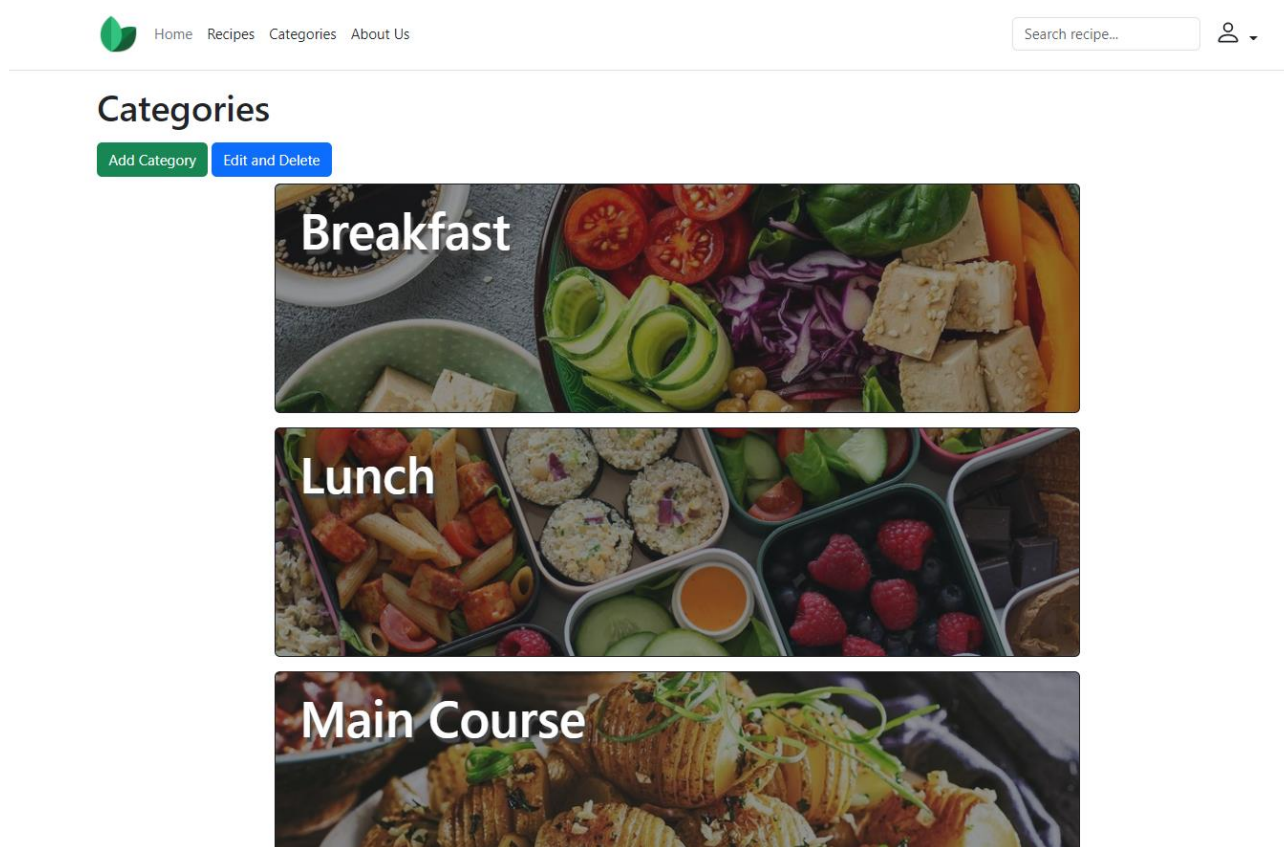 Home Recipes Categories About Us Search recipe...
Categories
Add Category Edit and Delete
Breakfast
Lunch
Main Course